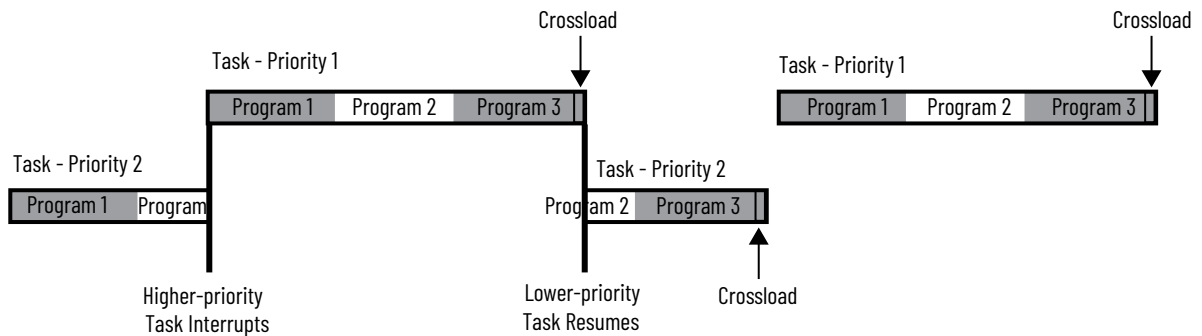 Crossload
Crossload
Task - Priority 1
Task - Priority 1
Program 1 Program 2 Program 3
Program 1 Program 2 Program 3
Task - Priority 2
Task - Priority 2
Program 1 Program
Program 2 Program 3
Higher-priority
Task Interrupts
Lower-priority
Task Resumes
Crossload